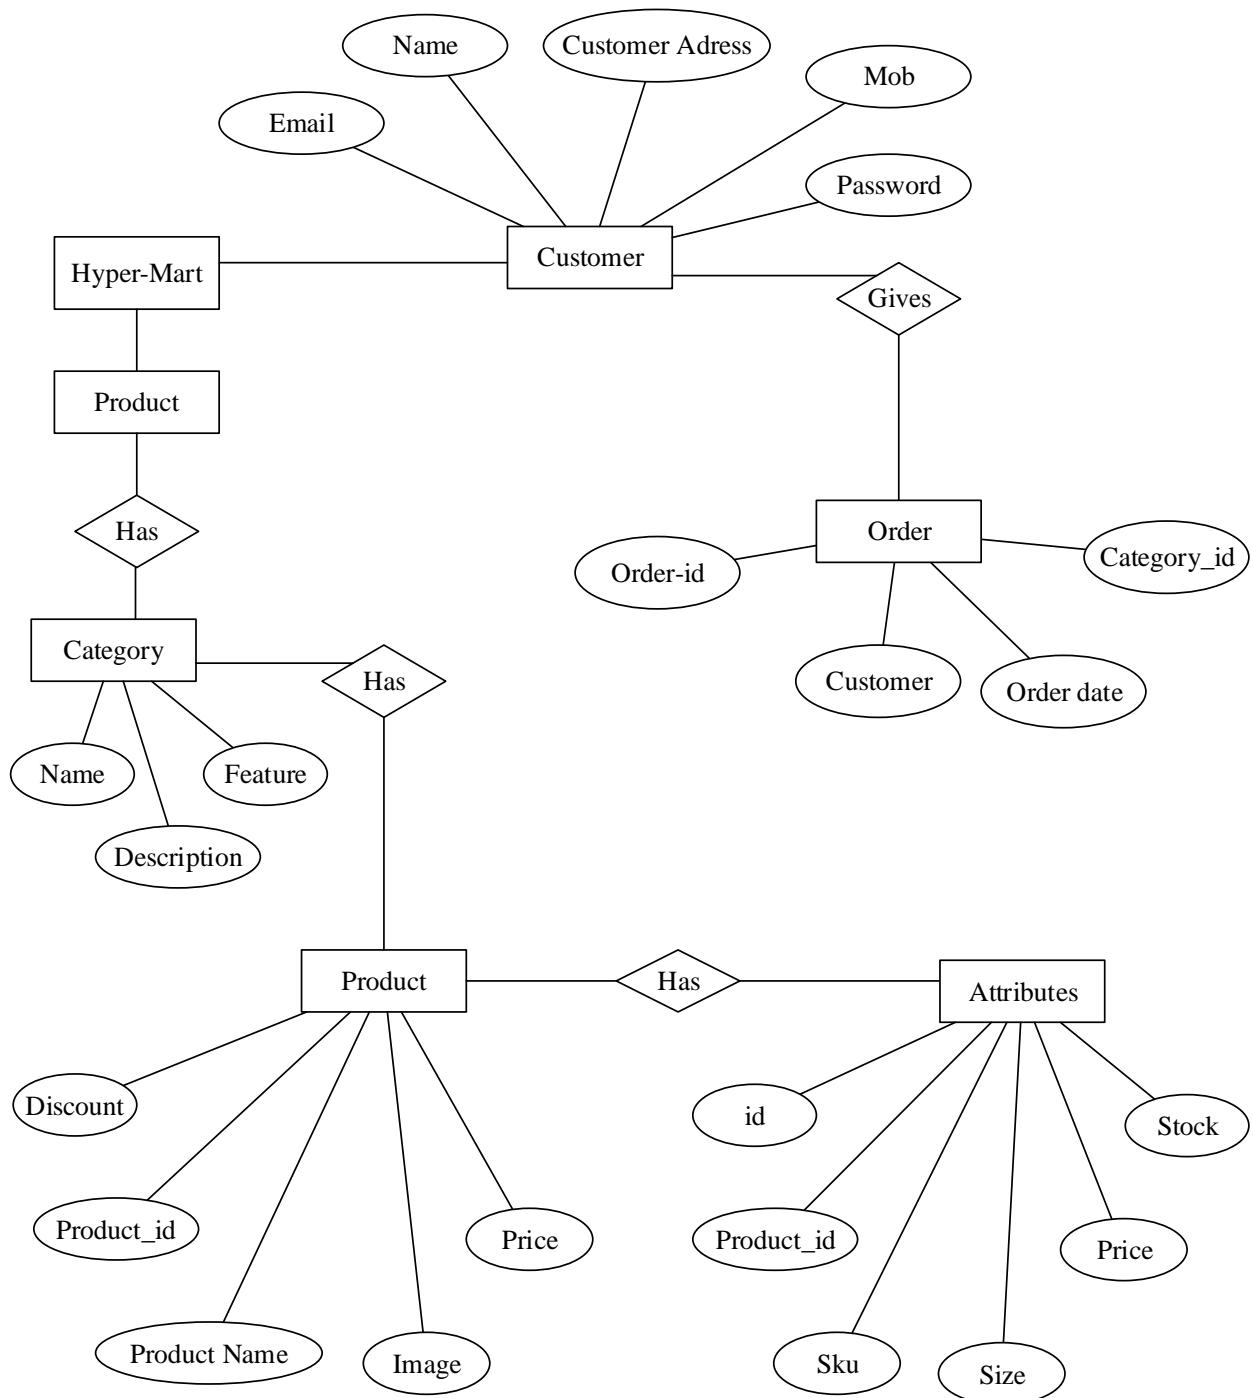 Name
Customer Adress
Mob
Email
Password
Customer
Hyper-Mart
Gives
Product
Has
Order
Category_id
Order-id
Category
Has
Customer
Order date
Name
Feature
Description
Product
Has
Attributes
Discount
id
Stock
Product_id
Price
Product_id
Price
Product Name
Image
Sku
Size